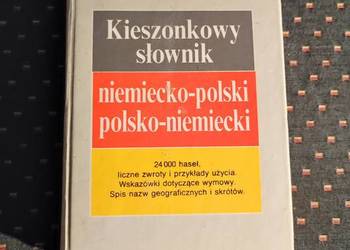 Kieszonkowy
słownik
niemiecko-polski
polsko-niemiecki
24 000 haseł,
liczne zwroty i przykłady użycia.
Wskazówki dotyczące wymowy.
Spis nazw geograficznych i skrótów.